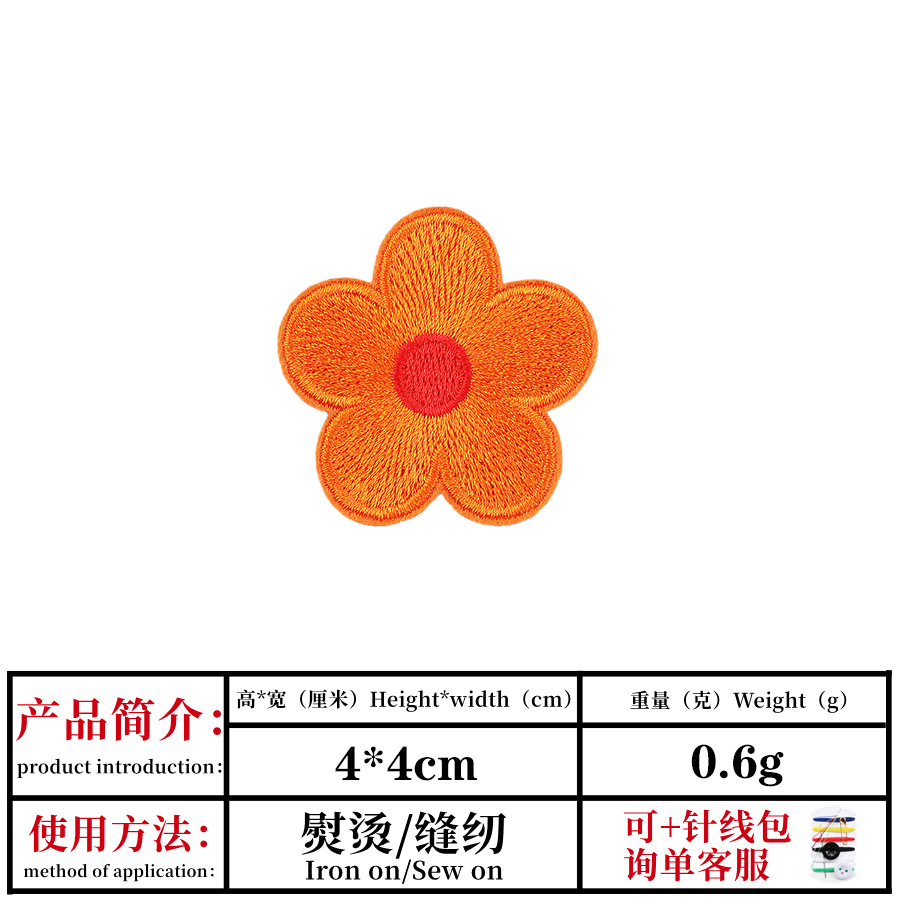 产品简介：
product introduction:
高*宽（厘米）Height*width（cm）
重量（克）Weight（g）
4*4cm
0.6g
使用方法：
method of application：
熨烫/缝纫
Iron on/Sew on
可+针线包
询单客服